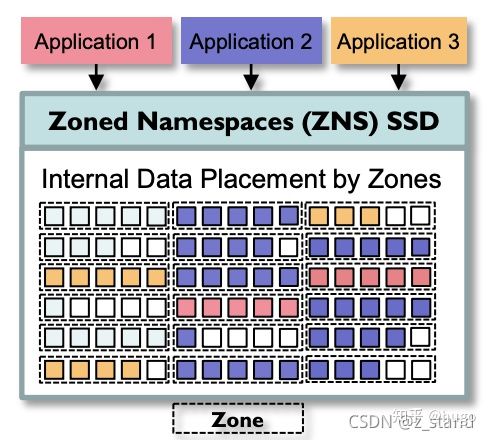 Application 1
Application 2
Application 3
Zoned Namespaces (ZNS) SSD
Internal Data Placement by Zones
Zone
知乎 @hugo
CSDN @z_stand